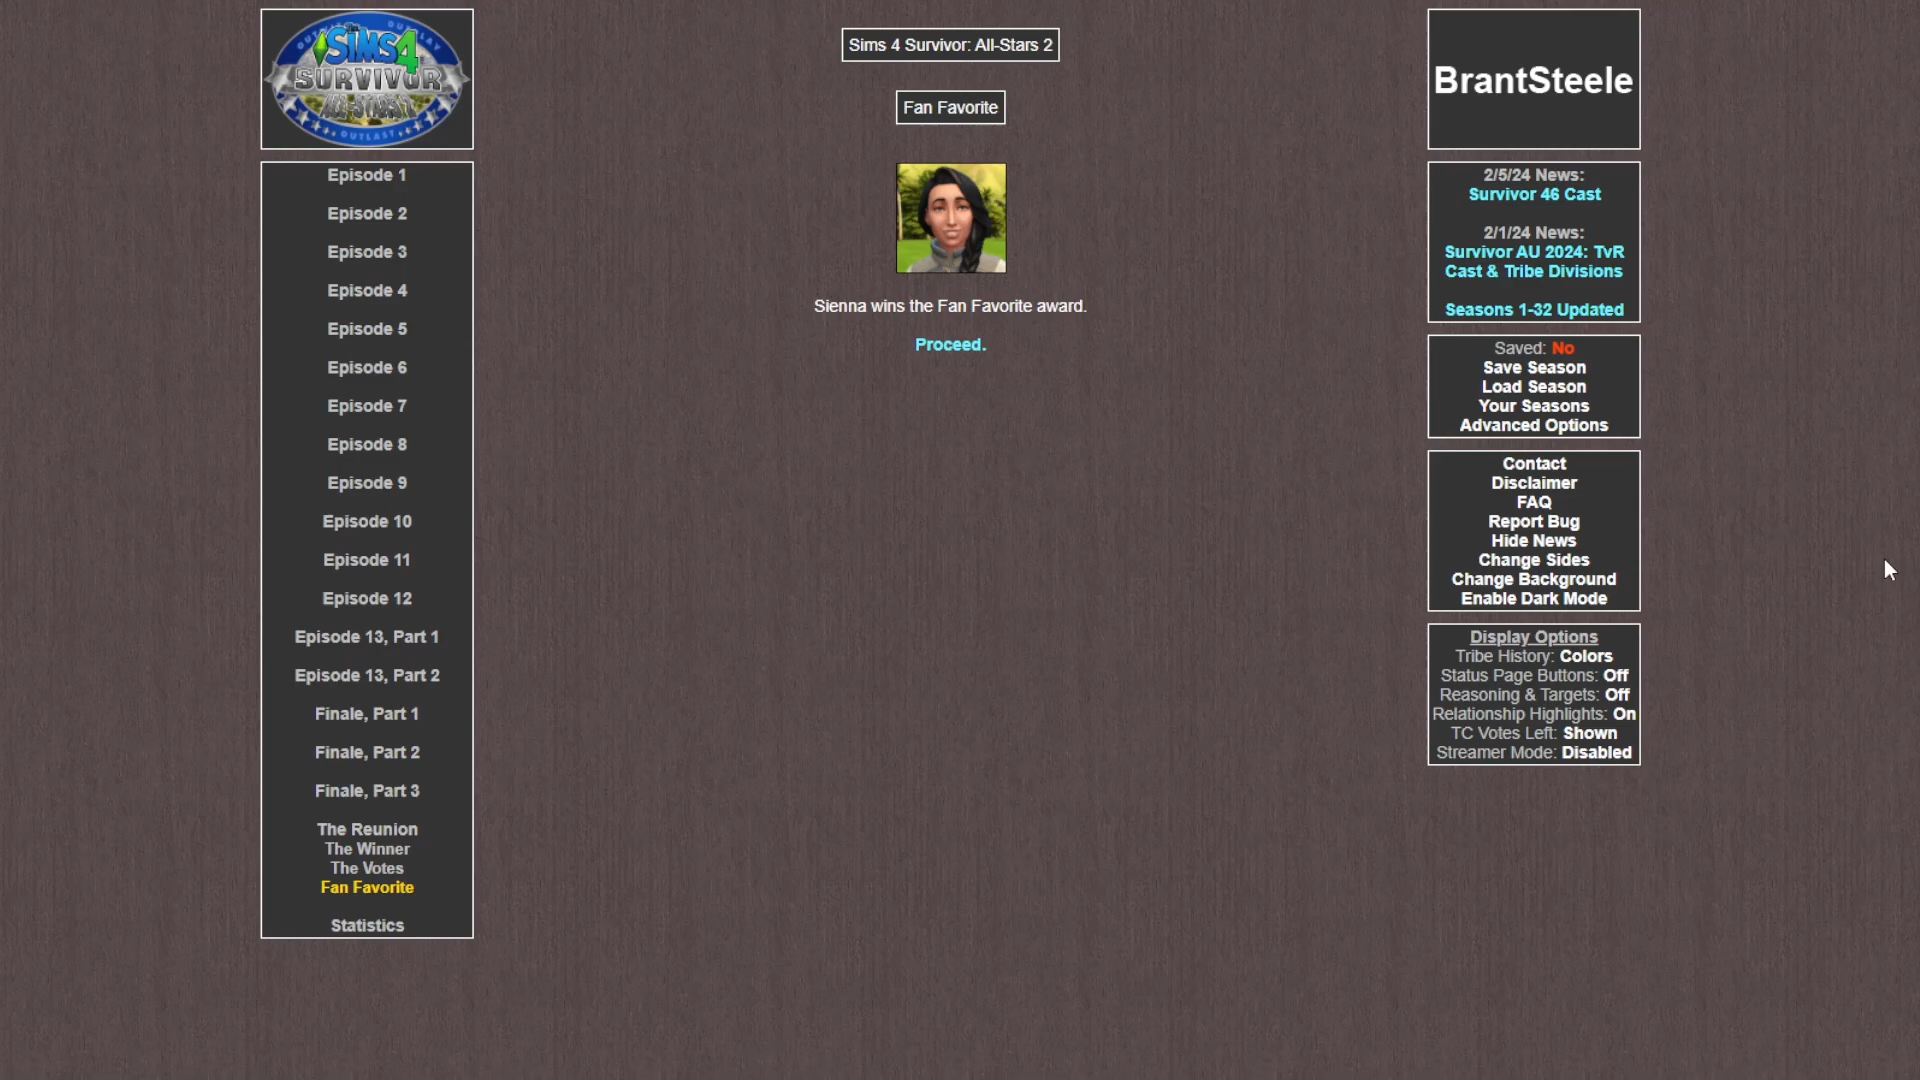 The
SiMS4
SURVIVOR
OUTLAST
Episode 1
Episode 2
Episode 3
Episode 4
Episode 5
Episode 6
Episode 7
Episode 8
Episode 9
Episode 10
Episode 11
Episode 12
Episode 13, Part 1
Episode 13, Part 2
Finale, Part 1
Finale, Part 2
Finale, Part 3
The Reunion
The Winner
The Votes
Fan Favorite
Statistics
Sims 4 Survivor: All-Stars 2
Fan Favorite
Sienna wins the Fan Favorite award.
Proceed.
BrantSteele
2/5/24 News:
Survivor 46 Cast
2/1/24 News:
Survivor AU 2024: TvR
Cast & Tribe Divisions
Seasons 1-32 Updated
Saved: No
Save Season
Load Season
Your Seasons
Advanced Options
Contact
Disclaimer
FAQ
Report Bug
Hide News
Change Sides
Change Background
Enable Dark Mode
Display Options
Tribe History: Colors
Status Page Buttons: Off
Reasoning & Targets: Off
Relationship Highlights: On
TC Votes Left: Shown
Streamer Mode: Disabled